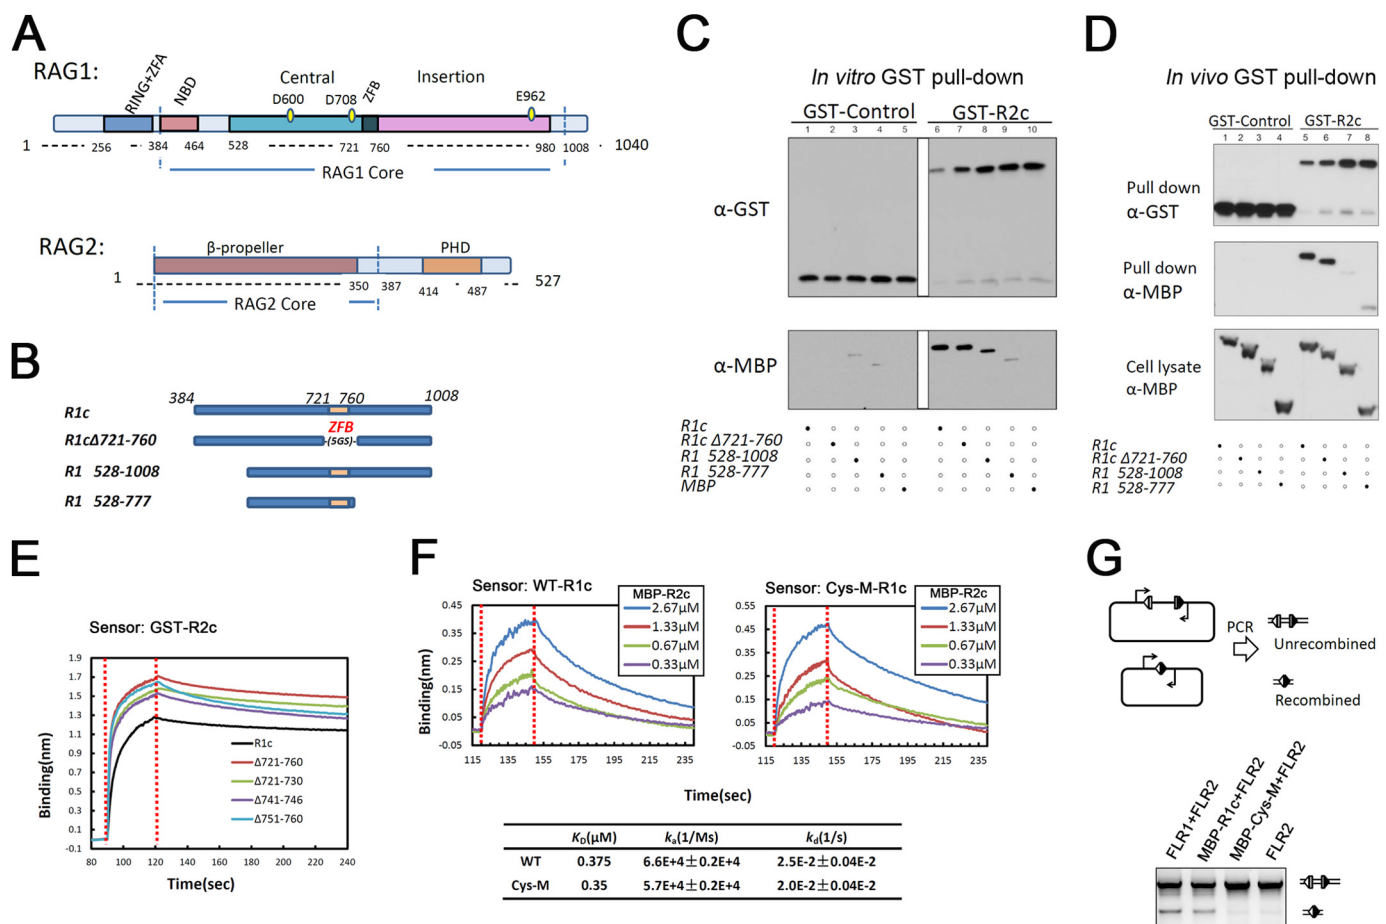 A
RAG1:
RING+ZFA
NBD
Central
ZFB
Insertion
D600
D708
E962
1
256
384
464
528
721
760
980
1008
1040
RAG1 Core
RAG2:
β-propeller
PHD
1
350
387
414
487
527
RAG2 Core
B
384
721
760
1008
R1c
ZFB
R1cΔ721-760
-(5GS)-
R1 528-1008
R1 528-777
C
In vitro GST pull-down
GST-Control
GST-R2c
1 2 3 4 5
6 7 8 9 10
α-GST
α-MBP
R1c
R1c Δ721-760
R1 528-1008
R1 528-777
MBP
D
In vivo GST pull-down
GST-Control
GST-R2c
1 2 3 4
5 6 7 8
Pull down
α-GST
Pull down
α-MBP
Cell lysate
α-MBP
R1c
R1c Δ721-760
R1 528-1008
R1 528-777
E
Sensor: GST-R2c
Binding(nm)
1.9
1.7
1.5
1.3
1.1
0.9
0.7
0.5
0.3
0.1
-0.1
R1c
Δ721-760
Δ721-730
Δ741-746
Δ751-760
80 100 120 140 160 180 200 220 240
Time(sec)
F
Sensor: WT-R1c
MBP-R2c
2.67μM
1.33μM
0.67μM
0.33μM
Binding(nm)
0.45
0.35
0.25
0.15
0.05
-0.05
115 135 155 175 195 215 235
Sensor: Cys-M-R1c
MBP-R2c
2.67μM
1.33μM
0.67μM
0.33μM
0.55
0.45
0.35
0.25
0.15
0.05
-0.05
115 135 155 175 195 215 235
Time(sec)
KD(μM) ka(1/Ms) kd(1/s)
WT 0.375 6.6E+4±0.2E+4 2.5E-2±0.04E-2
Cys-M 0.35 5.7E+4±0.2E+4 2.0E-2±0.04E-2
G
PCR
Unrecombined
Recombined
FLR1+FLR2
MBP-R1c+FLR2
MBP-Cys-M+FLR2
FLR2